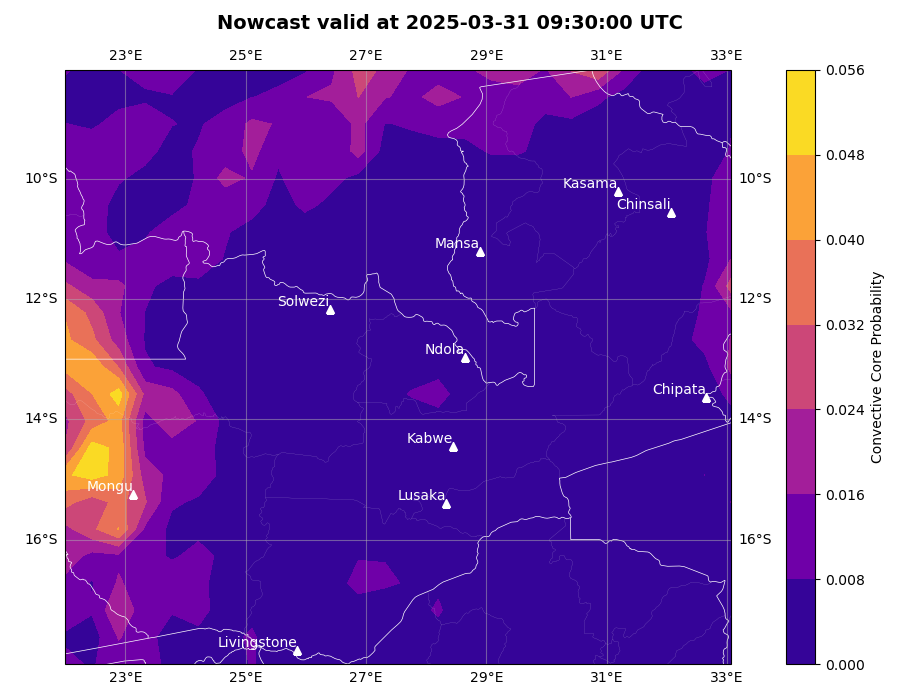 Nowcast valid at 2025-03-31 09:30:00 UTC
23°E 25°E 27°E 29°E 31°E 33°E
0.056
0.048
10°S Kasama 10°S
Chinsali
0.040
Mansa
12°S Solwezi 12°S
0.032
Ndola
Convective Core Probability
Chipata
14°S 14°S
0.024
Kabwe
Mongu
Lusaka
0.016
16°S 16°S
0.008
Livingstone
0.000
23°E 25°E 27°E 29°E 31°E 33°E